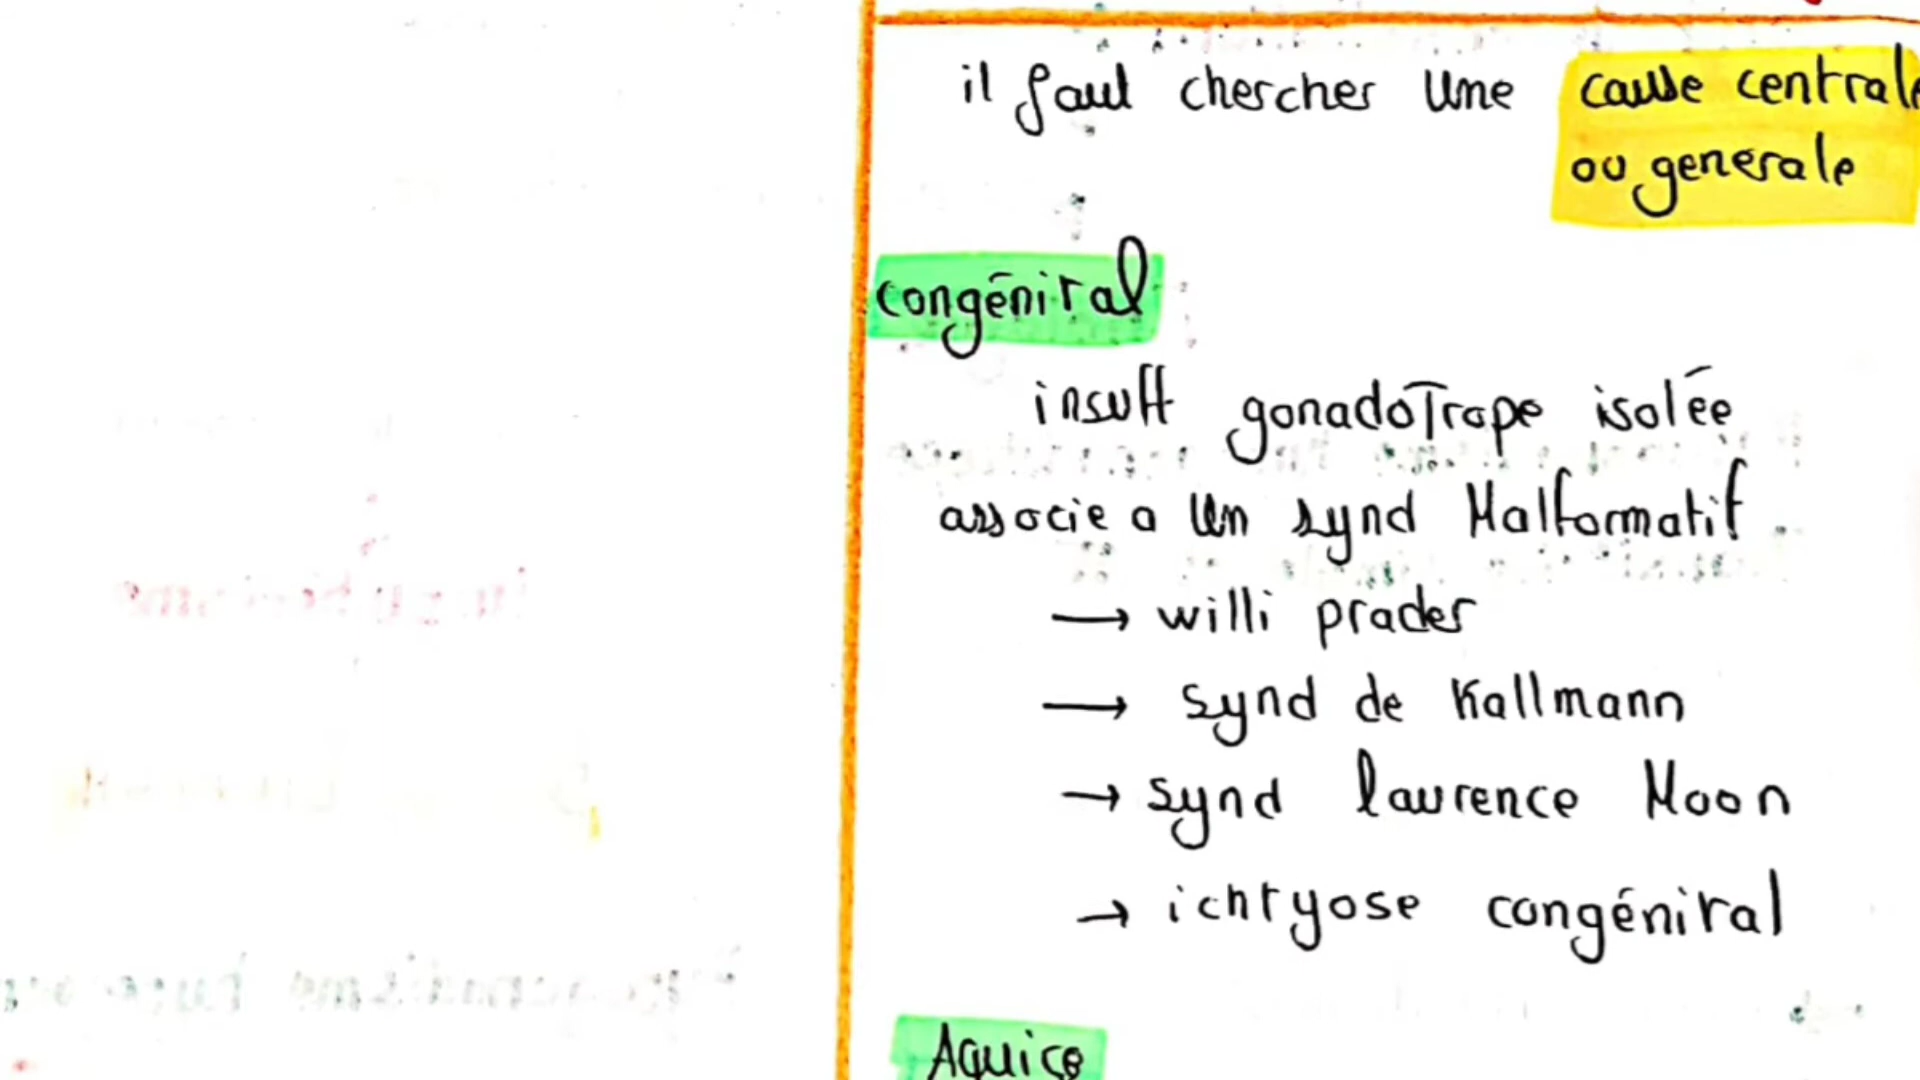 il faut chercher une cause centrale
ou generale
congénital
insuff gonadotrope isolée
associe a un synd Malformatif.
→ willi prader
→ synd de Kallmann
→ synd laurence Moon
→ ichtyose congénital
Aquise